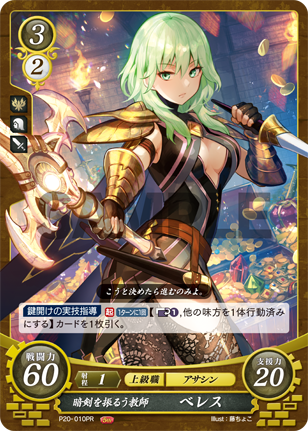 3
2
SAMPLE
こうと決めたら進むのみよ。
鍵開けの実技指導 起 1ターンに1回 【1,他の味方を1体行動済み
にする】カードを1枚引く。
戦闘力
60
射程 1 上級職 アサシン
支援力
20
暗剣を振るう教師 ベレス
P20-010PR
Illust：藤ちょこ